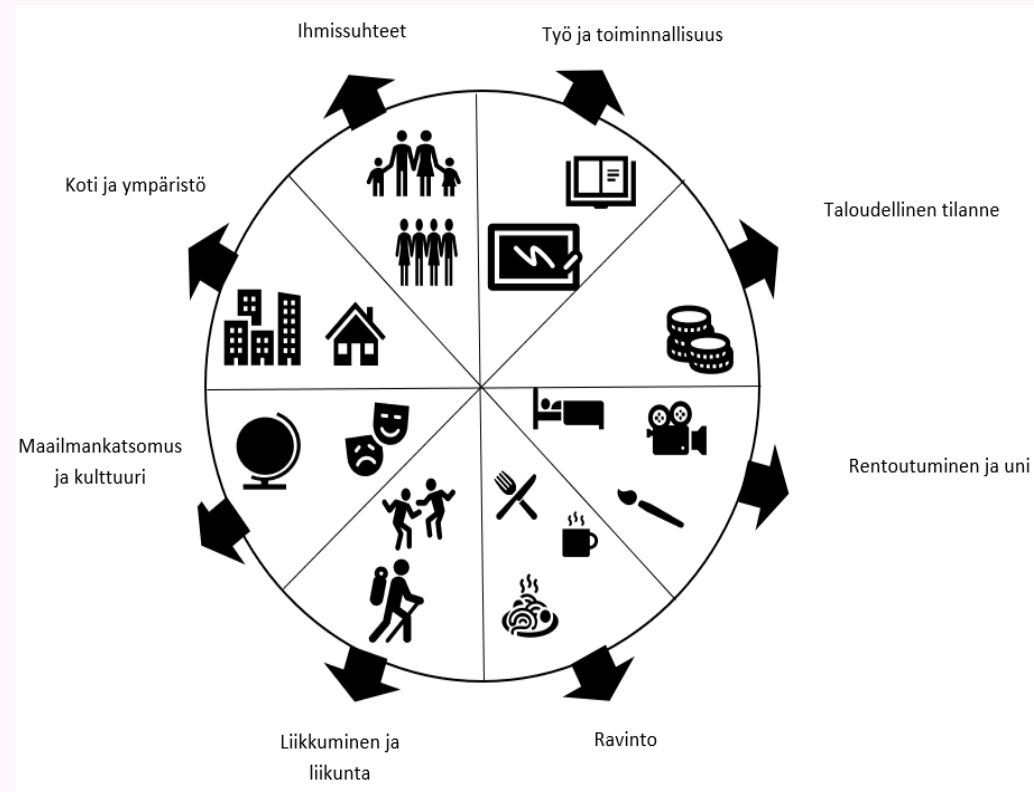 Ihmissuhteet
Työ ja toiminnallisuus
Koti ja ympäristö
Taloudellinen tilanne
Maailmankatsomus
ja kulttuuri
Rentoutuminen ja uni
Liikkuminen ja
liikunta
Ravinto